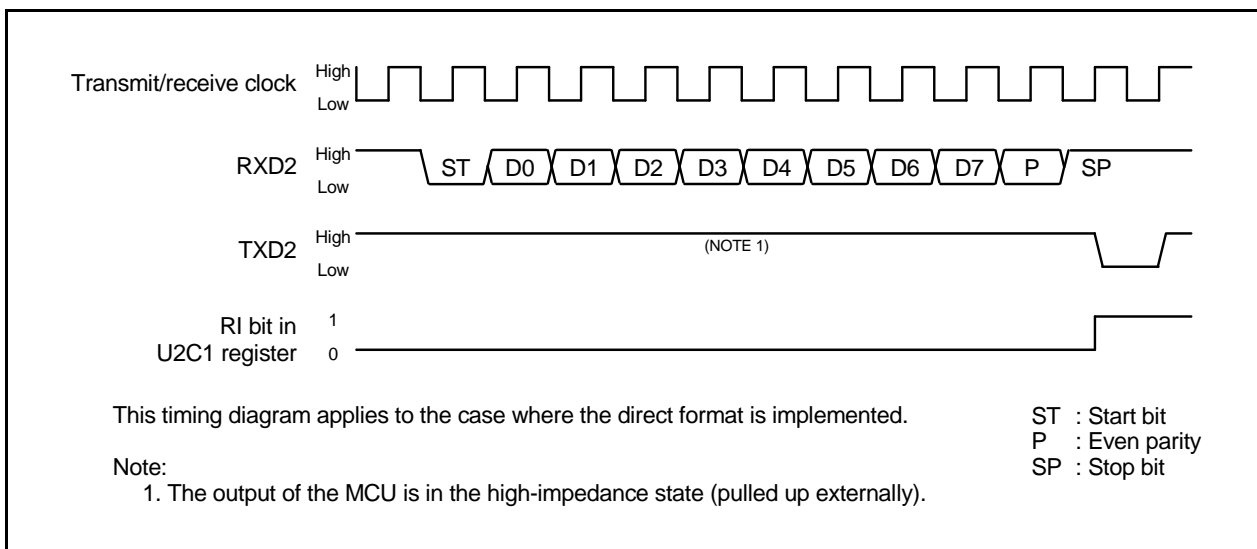 Transmit/receive clock High
Low
RXD2 High
Low
ST D0 D1 D2 D3 D4 D5 D6 D7 P SP
TXD2 High
Low
(NOTE 1)
RI bit in
U2C1 register
1
0
This timing diagram applies to the case where the direct format is implemented.
Note:
1. The output of the MCU is in the high-impedance state (pulled up externally).
ST : Start bit
P : Even parity
SP : Stop bit